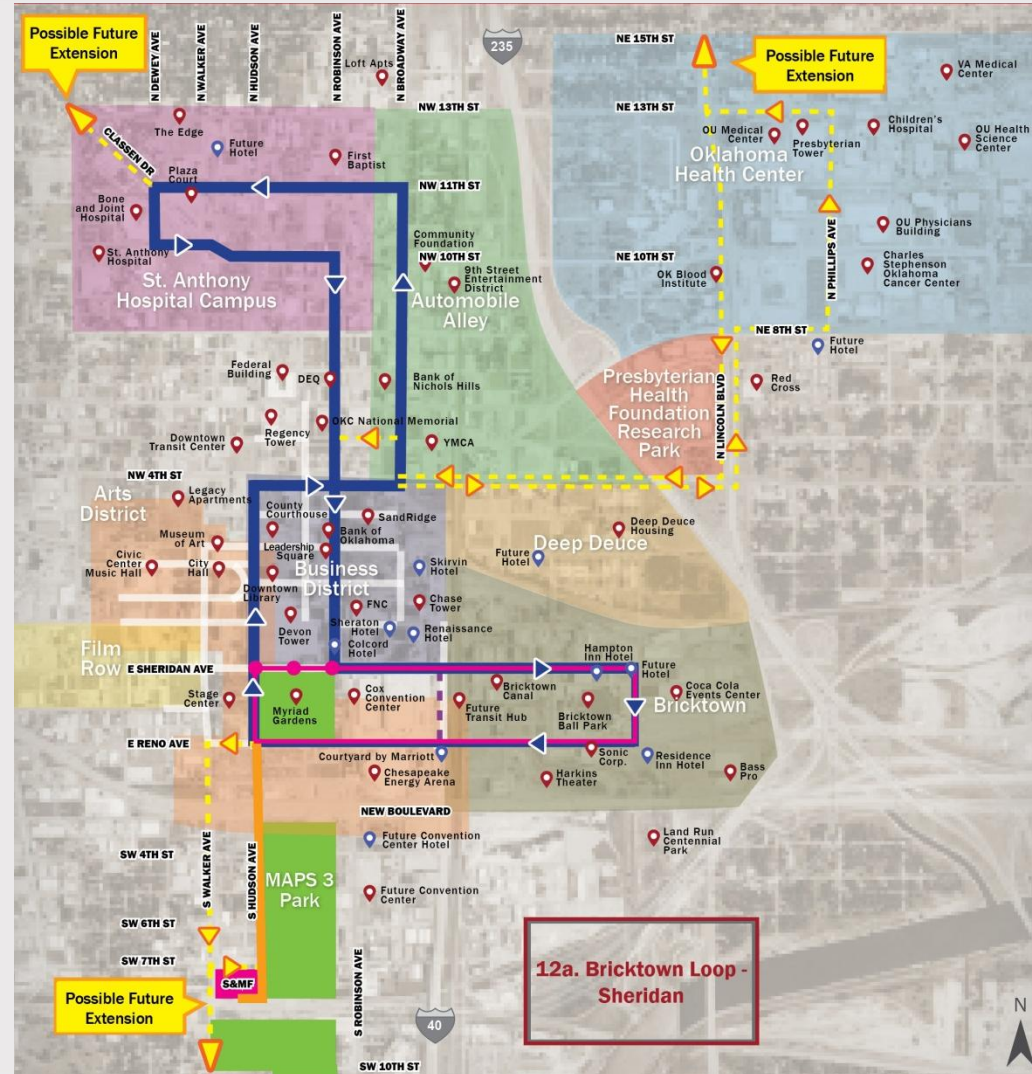 Possible Future
Extension
N DEWEY AVE
N WALKER AVE
N HUDSON AVE
N ROBINSON AVE
N BROADWAY AVE
Loft Apts
235
NE 15TH ST
Possible Future
Extension
VA Medical
Center
NW 13TH ST
NE 13TH ST
CLASSEN DR
The Edge
Future
Hotel
First
Baptist
OU Medical
Center
Presbyterian
Tower
Children's
Hospital
OU Health
Science
Center
Oklahoma
Health Center
Plaza
Court
NW 11TH ST
Bone
and Joint
Hospital
St. Anthony
Hospital
St. Anthony
Hospital Campus
Community
Foundation
NW 10TH ST
9th Street
Entertainment
District
Automobile
Alley
NE 10TH ST
OK Blood
Institute
N PHILLIPS AVE
OU Physicians
Building
Charles
Stephenson
Oklahoma
Cancer Center
NE 8TH ST
Future
Hotel
Federal
Building
DEQ
Bank of
Nichols Hills
Presbyterian
Health
Foundation
Research
Park
N LINCOLN BLVD
Red
Cross
OKC National Memorial
Regency
Tower
Downtown
Transit Center
YMCA
NW 4TH ST
Arts
District
Legacy
Apartments
County
Courthouse
SandRidge
Bank of
Oklahoma
Museum
of Art
Leadership
Square
Civic
Center
Music Hall
City
Hall
Business
District
Downtown
Library
Skirvin
Hotel
Deep Deuce
Housing
Deep Deuce
Future
Hotel
Devon
Tower
FNC
Chase
Tower
Sheraton
Hotel
Renaissance
Hotel
Colcord
Hotel
Film
Row
E SHERIDAN AVE
Hampton
Inn Hotel
Future
Hotel
Stage
Center
Myriad
Gardens
Cox
Convention
Center
Bricktown
Canal
Future
Transit Hub
Bricktown
Ball Park
Coca Cola
Events Center
Bricktown
E RENO AVE
Courtyard by Marriott
Chesapeake
Energy Arena
Sonic
Corp.
Harkins
Theater
Residence
Inn Hotel
Bass
Pro
NEW BOULEVARD
Future Convention
Center Hotel
Land Run
Centennial
Park
SW 4TH ST
S WALKER AVE
S HUDSON AVE
MAPS 3
Park
Future Convention
Center
SW 6TH ST
SW 7TH ST
S&MF
Possible Future
Extension
S ROBINSON AVE
40
12a. Bricktown Loop -
Sheridan
N
SW 10TH ST